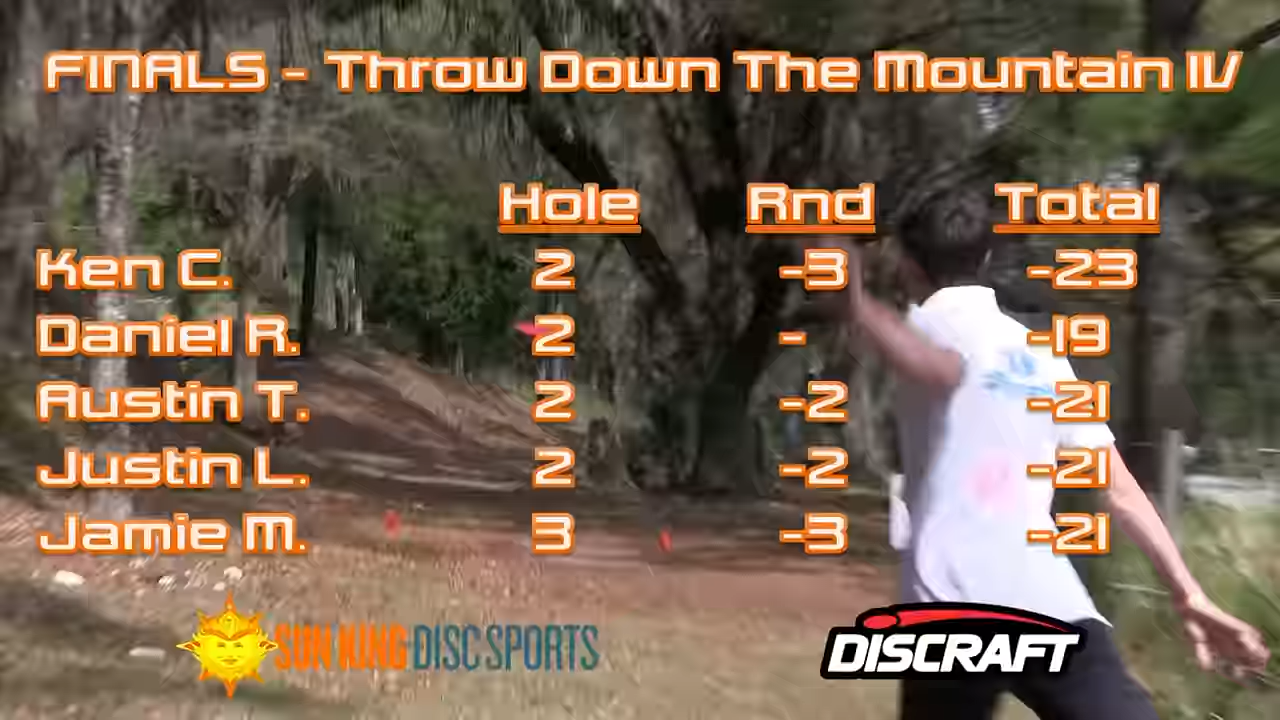 FINALS - Throw Down The Mountain IV
Hole Rnd Total
Ken C. 2 -3 -23
Daniel R. 2 - -19
Austin T. 2 -2 -21
Justin L. 2 -2 -21
Jamie M. 3 -3 -21
SUN KING DISC SPORTS
DISCRAFT